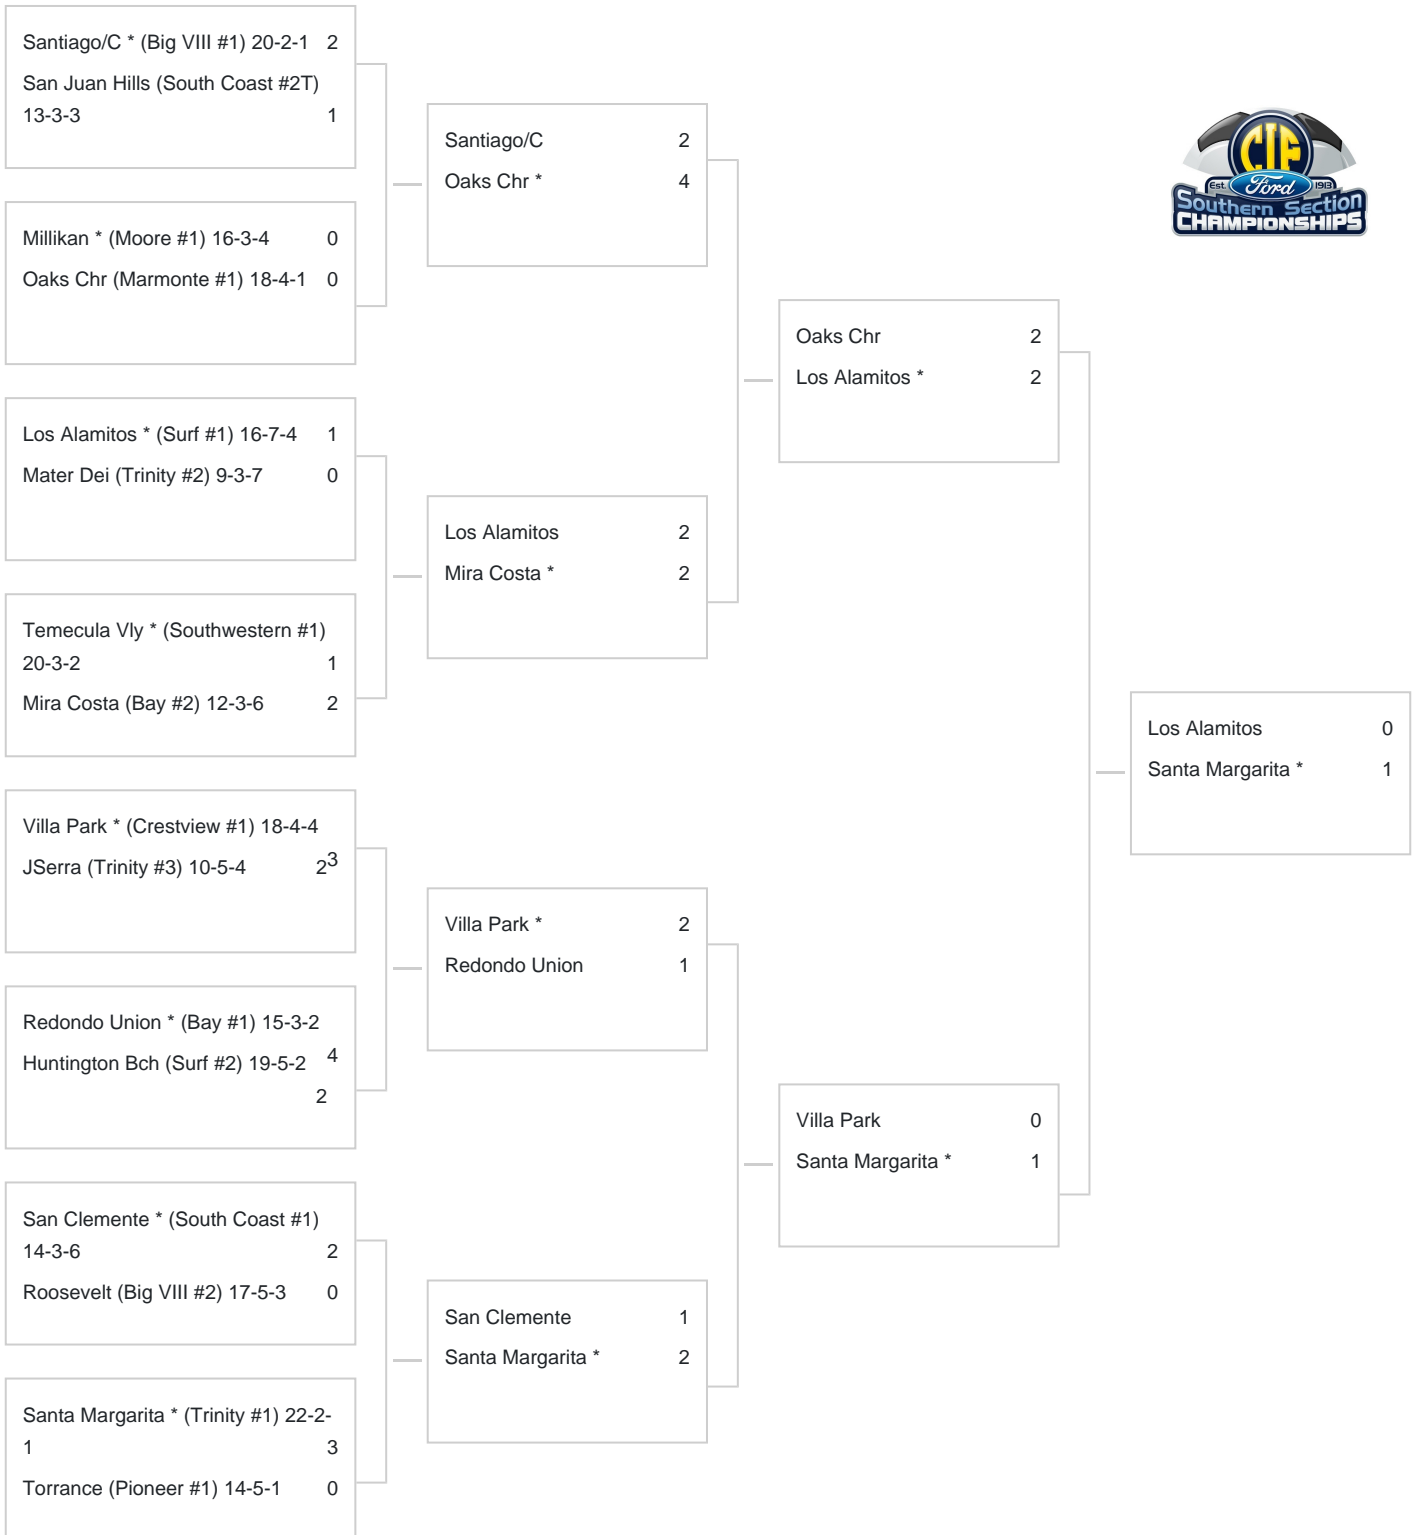 Santiago/C * (Big VIII #1) 20-2-1 2
San Juan Hills (South Coast #2T)
13-3-3 1
Millikan * (Moore #1) 16-3-4 0
Oaks Chr (Marmonte #1) 18-4-1 0
Los Alamitos * (Surf #1) 16-7-4 1
Mater Dei (Trinity #2) 9-3-7 0
Temecula Vly * (Southwestern #1)
20-3-2 1
Mira Costa (Bay #2) 12-3-6 2
Villa Park * (Crestview #1) 18-4-4
3
JSerra (Trinity #3) 10-5-4 2
Redondo Union * (Bay #1) 15-3-2
4
Huntington Bch (Surf #2) 19-5-2
2
San Clemente * (South Coast #1)
14-3-6 2
Roosevelt (Big VIII #2) 17-5-3 0
Santa Margarita * (Trinity #1) 22-2-
1 3
Torrance (Pioneer #1) 14-5-1 0
Santiago/C 2
Oaks Chr * 4
Los Alamitos 2
Mira Costa * 2
Villa Park * 2
Redondo Union 1
San Clemente 1
Santa Margarita * 2
Oaks Chr 2
Los Alamitos * 2
Villa Park 0
Santa Margarita * 1
Los Alamitos 0
Santa Margarita * 1
CIF
Est. Ford 1913
Southern Section
CHAMPIONSHIPS